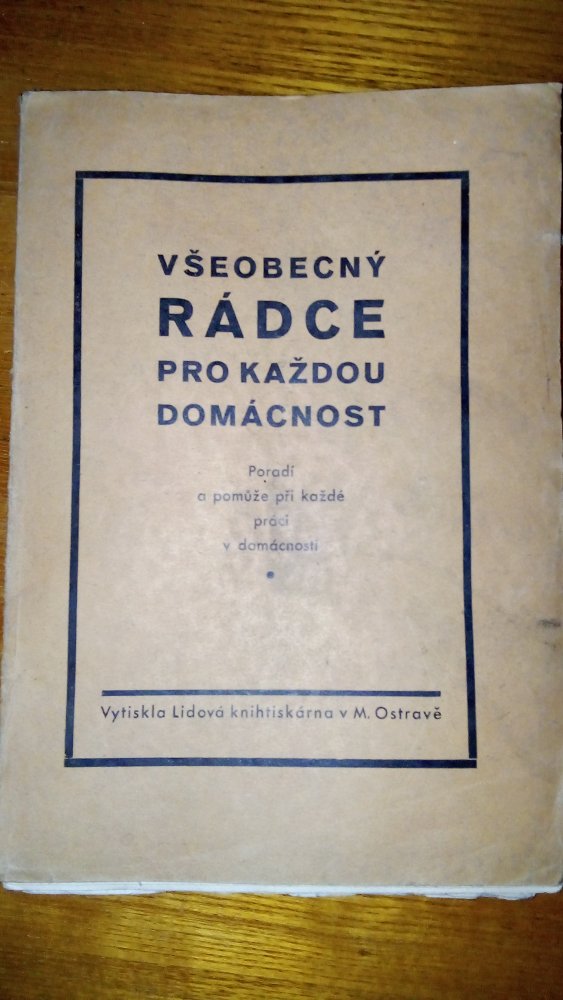 VŠEOBECNÝ
RÁDCE
PRO KAŽDOU
DOMÁCNOST
Poradí
a pomůže při každé
práci
v domácnosti
Vytiskla Lidová knihtiskárna v M. Ostravě